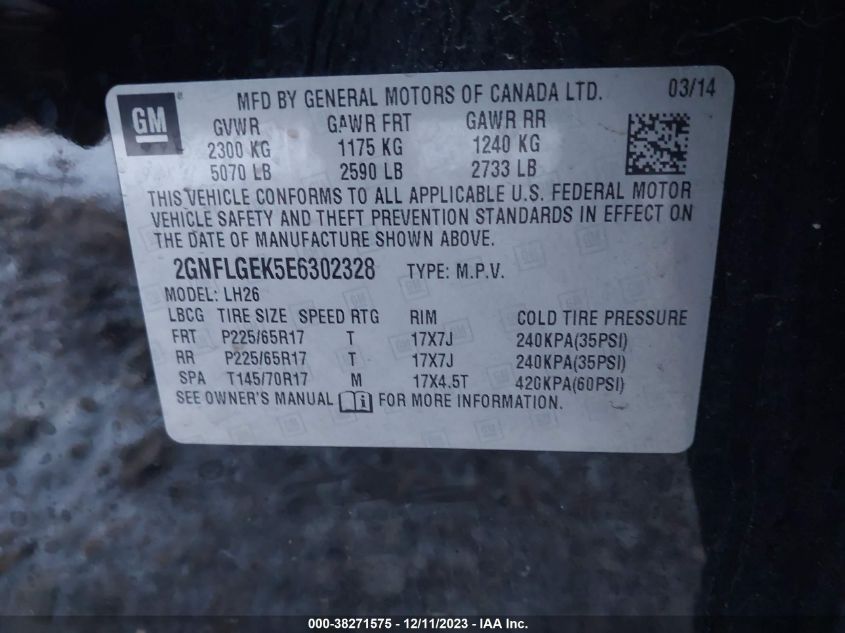 GM
®
MFD BY GENERAL MOTORS OF CANADA LTD.
03/14
GVWR GAWR FRT GAWR RR
2300 KG 1175 KG 1240 KG
5070 LB 2590 LB 2733 LB
THIS VEHICLE CONFORMS TO ALL APPLICABLE U.S. FEDERAL MOTOR
VEHICLE SAFETY AND THEFT PREVENTION STANDARDS IN EFFECT ON
THE DATE OF MANUFACTURE SHOWN ABOVE.
2GNFLGEK5E6302328 TYPE: M.P.V.
MODEL: LH26
LBCG TIRE SIZE SPEED RTG RIM COLD TIRE PRESSURE
FRT P225/65R17 T 17X7J 240KPA(35PSI)
RR P225/65R17 T 17X7J 240KPA(35PSI)
SPA T145/70R17 M 17X4.5T 420KPA(60PSI)
SEE OWNER'S MANUAL FOR MORE INFORMATION.
000-38271575 - 12/11/2023 - IAA Inc.